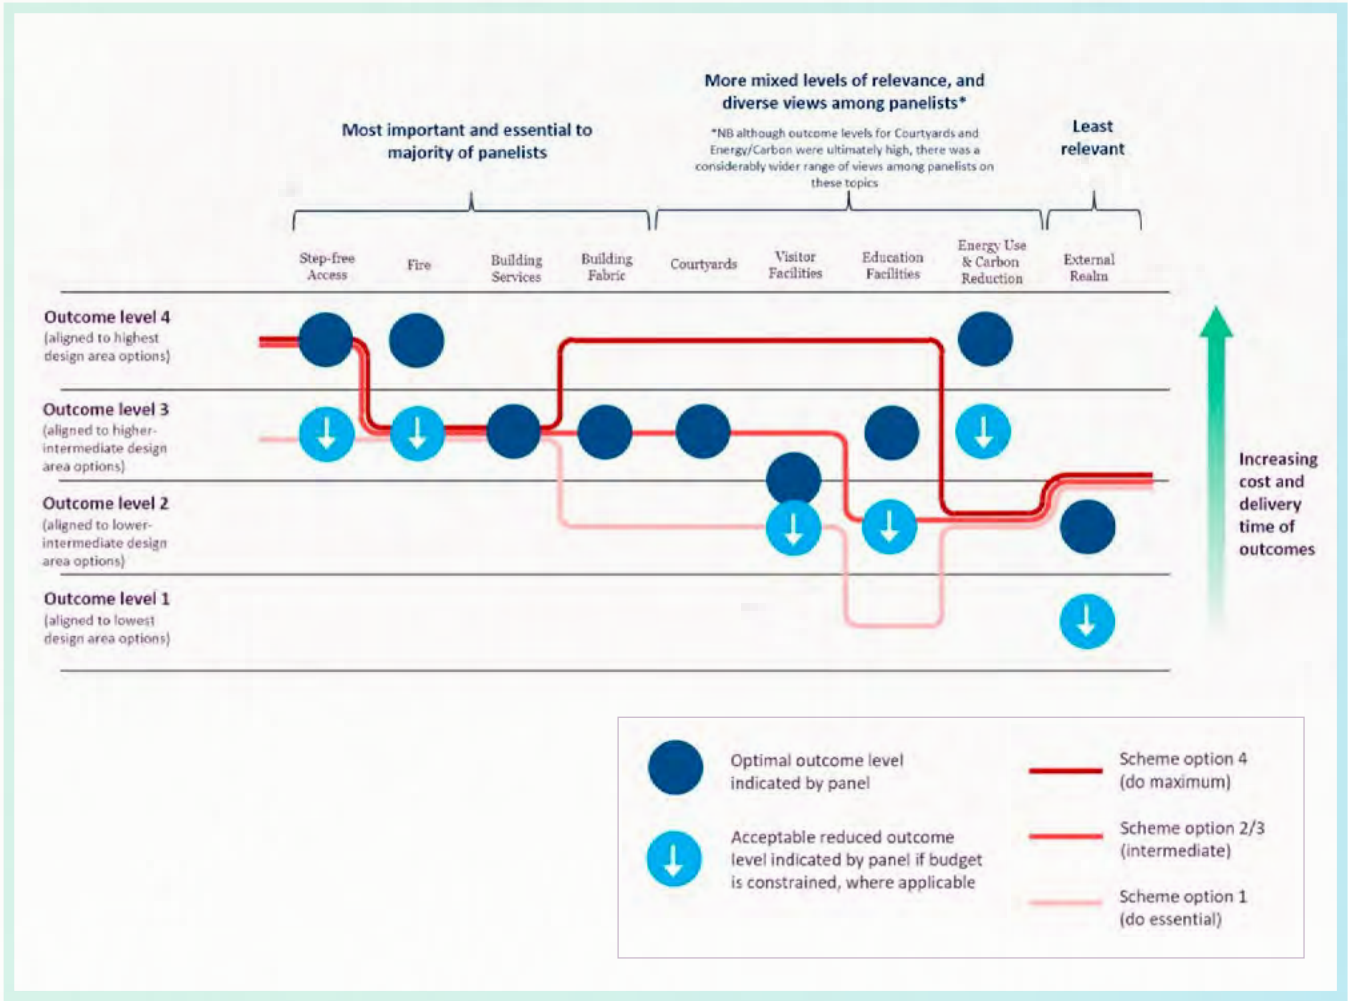 More mixed levels of relevance, and
diverse views among panelists*
*NB although outcome levels for Courtyards and
Energy/Carbon were ultimately high, there was a
considerably wider range of views among panelists on
these topics
Most important and essential to
majority of panelists
Least
relevant
Step-free
Access
Fire
Building
Services
Building
Fabric
Courtyards
Visitor
Facilities
Education
Facilities
Energy Use
& Carbon
Reduction
External
Realm
Outcome level 4
(aligned to highest
design area options)
Outcome level 3
(aligned to higher-
intermediate design
area options)
Outcome level 2
(aligned to lower-
intermediate design
area options)
Outcome level 1
(aligned to lowest
design area options)
Increasing
cost and
delivery
time of
outcomes
Optimal outcome level
indicated by panel
Acceptable reduced outcome
level indicated by panel if budget
is constrained, where applicable
Scheme option 4
(do maximum)
Scheme option 2/3
(intermediate)
Scheme option 1
(do essential)